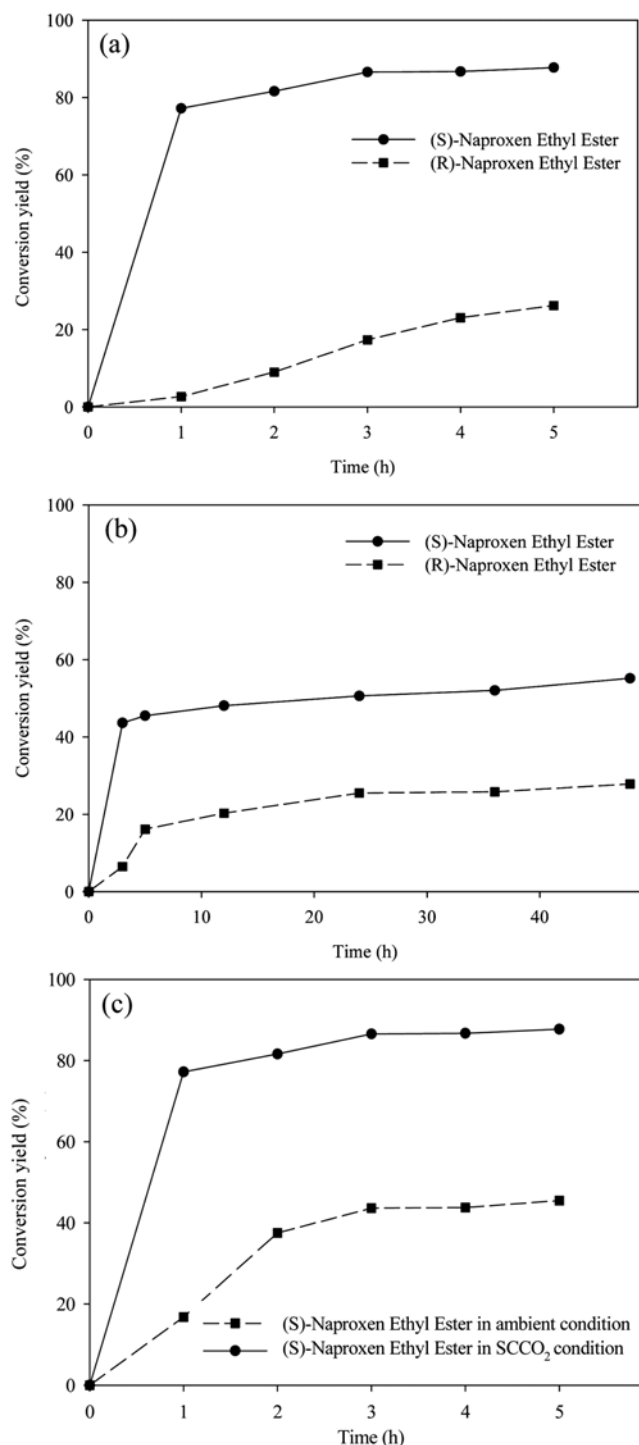 (a)
100
80
60
40
20
0
Conversion yield (%)
(S)-Naproxen Ethyl Ester
(R)-Naproxen Ethyl Ester
0 1 2 3 4 5
Time (h)
(b)
100
80
60
40
20
0
Conversion yield (%)
(S)-Naproxen Ethyl Ester
(R)-Naproxen Ethyl Ester
0 10 20 30 40
Time (h)
(c)
100
80
60
40
20
0
Conversion yield (%)
(S)-Naproxen Ethyl Ester in ambient condition
(S)-Naproxen Ethyl Ester in SCCO₂ condition
0 1 2 3 4 5
Time (h)